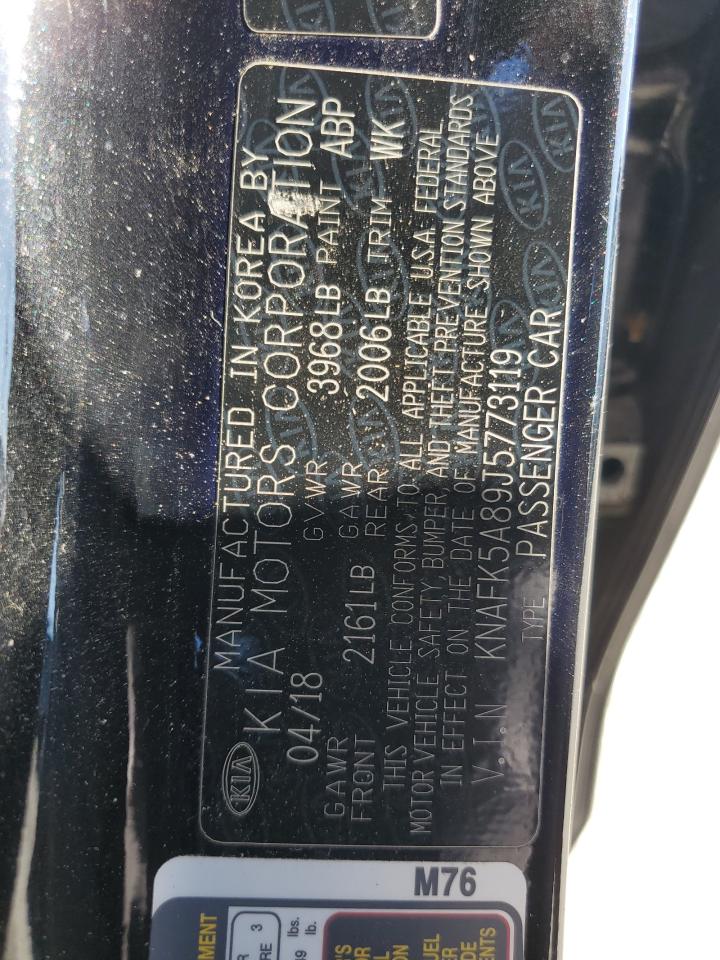 KIA
MANUFACTURED IN KOREA BY
KIA MOTORS CORPORATION
04/18 GVWR 3968LB PAINT ABP
GAWR FRONT 2161LB GAWR REAR 2006LB TRIM WK
THIS VEHICLE CONFORMS TO ALL APPLICABLE U.S.A. FEDERAL
MOTOR VEHICLE SAFETY, BUMPER, AND THEFT PREVENTION STANDARDS
IN EFFECT ON THE DATE OF MANUFACTURE SHOWN ABOVE.
V.I.N KNAFK5A89J5773119
TYPE PASSENGER CAR
M76